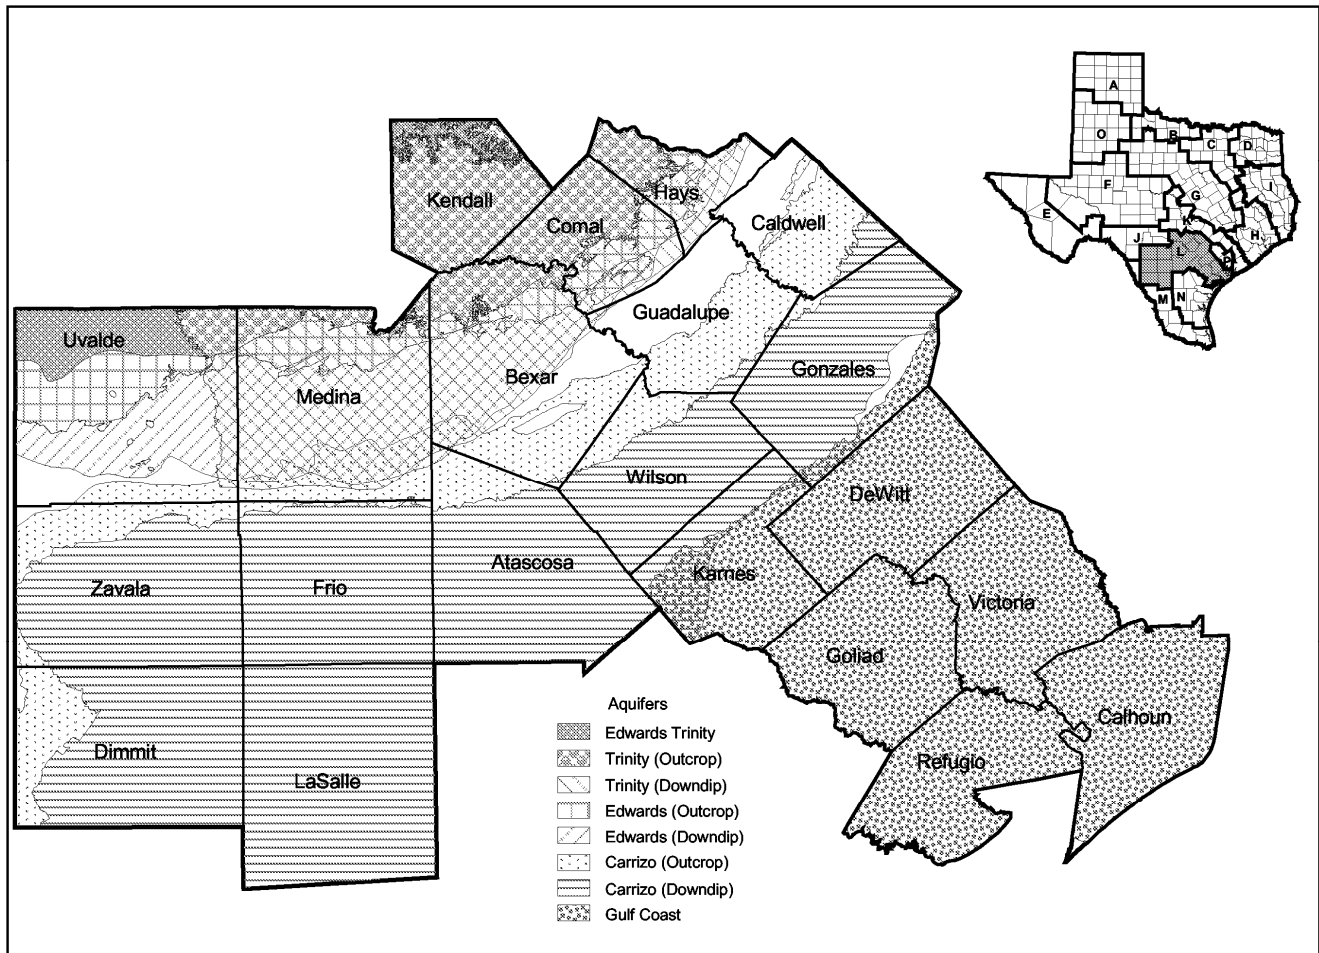 Kendall
Hays
Comal
Caldwell
Uvalde
Guadalupe
Medina
Bexar
Gonzales
Wilson
DeWitt
Zavala
Frio
Atascosa
Karnes
Victoria
Goliad
Calhoun
Dimmit
LaSalle
Refugio
Aquifers
Edwards Trinity
Trinity (Outcrop)
Trinity (Downdip)
Edwards (Outcrop)
Edwards (Downdip)
Carrizo (Outcrop)
Carrizo (Downdip)
Gulf Coast
A
O
B
C
D
F
G
I
E
K
J
H
L
P
M
N